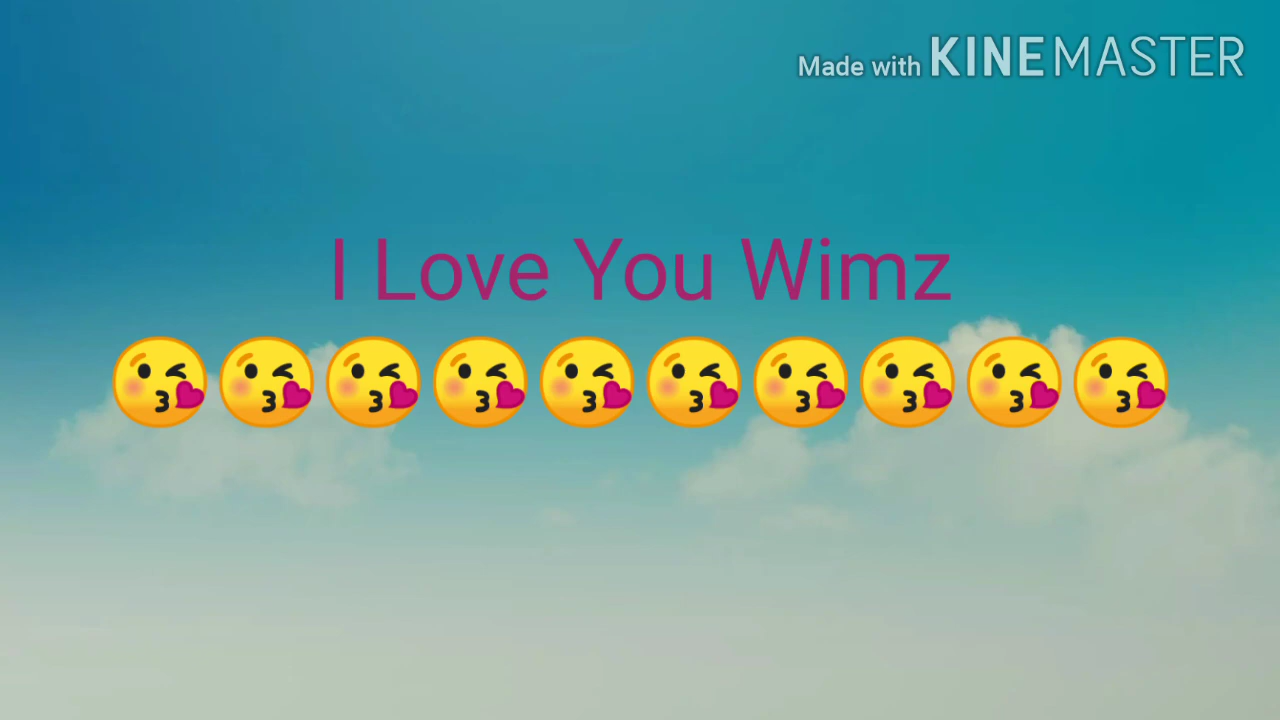 Made with KINEMASTER
I Love You Wimz
😘😘😘😘😘😘😘😘😘😘